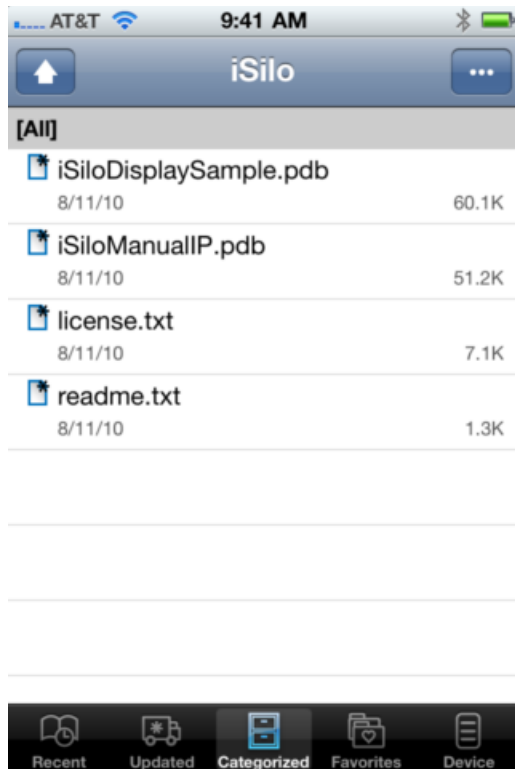 AT&T 9:41 AM
iSilo
[All]
iSiloDisplaySample.pdb
8/11/10 60.1K
iSiloManualIP.pdb
8/11/10 51.2K
license.txt
8/11/10 7.1K
readme.txt
8/11/10 1.3K
Recent Updated Categorized Favorites Device